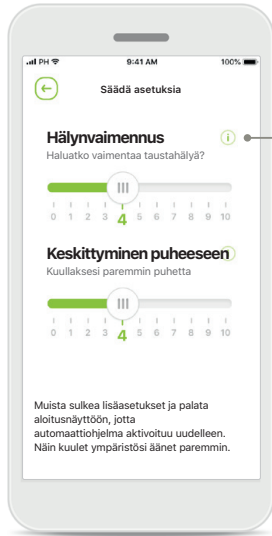 PH 9:41 AM 100%
Säädä asetuksia
Hälynvaimennus i
Haluatko vaimentaa taustahälyä?
0 1 2 3 4 5 6 7 8 9 10
Keskittyminen puheeseen i
Kuullaksesi paremmin puhetta
0 1 2 3 4 5 6 7 8 9 10
Muista sulkea lisäasetukset ja palata
aloitusnäyttöön, jotta
automaattiohjelma aktivoituu uudelleen.
Näin kuulet ympäristösi äänet paremmin.